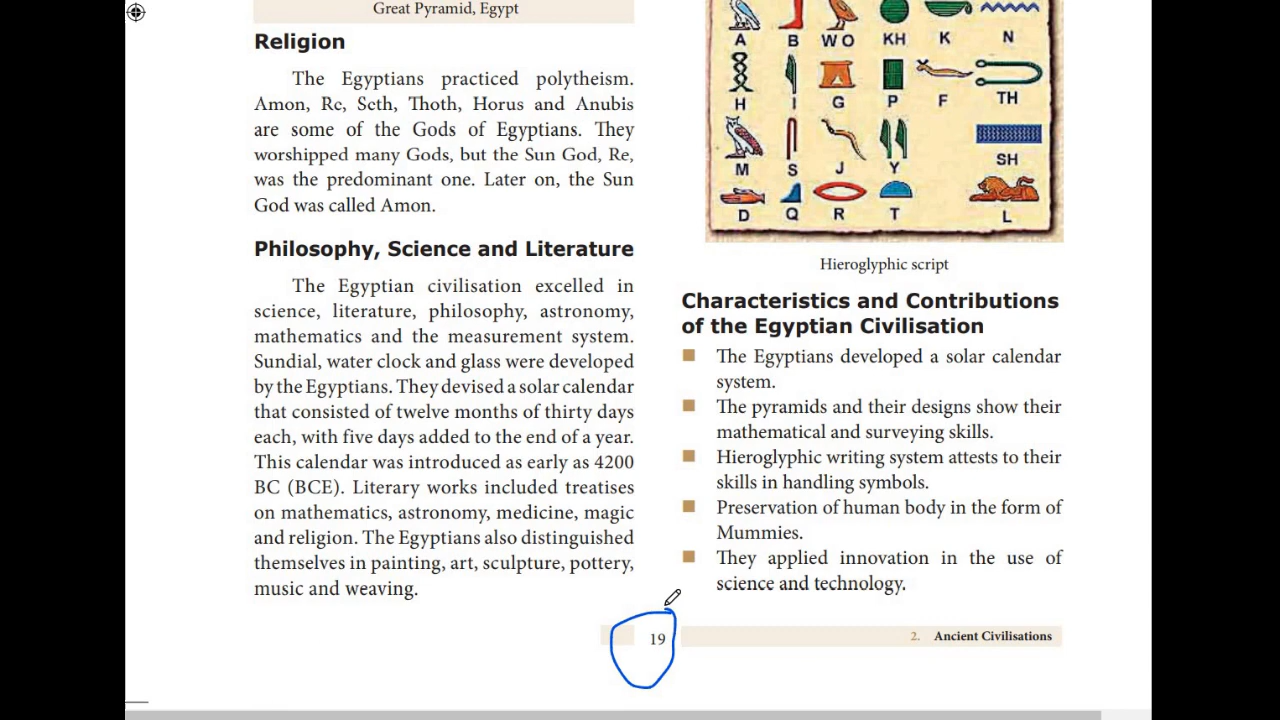 Great Pyramid, Egypt
Religion
The Egyptians practiced polytheism.
Amon, Re, Seth, Thoth, Horus and Anubis
are some of the Gods of Egyptians. They
worshipped many Gods, but the Sun God, Re,
was the predominant one. Later on, the Sun
God was called Amon.
Philosophy, Science and Literature
The Egyptian civilisation excelled in
science, literature, philosophy, astronomy,
mathematics and the measurement system.
Sundial, water clock and glass were developed
by the Egyptians. They devised a solar calendar
that consisted of twelve months of thirty days
each, with five days added to the end of a year.
This calendar was introduced as early as 4200
BC (BCE). Literary works included treatises
on mathematics, astronomy, medicine, magic
and religion. The Egyptians also distinguished
themselves in painting, art, sculpture, pottery,
music and weaving.
A B W O KH K N
H I G P F TH
M S J Y SH
D Q R T L
Hieroglyphic script
Characteristics and Contributions
of the Egyptian Civilisation
The Egyptians developed a solar calendar
system.
The pyramids and their designs show their
mathematical and surveying skills.
Hieroglyphic writing system attests to their
skills in handling symbols.
Preservation of human body in the form of
Mummies.
They applied innovation in the use of
science and technology.
19
2. Ancient Civilisations